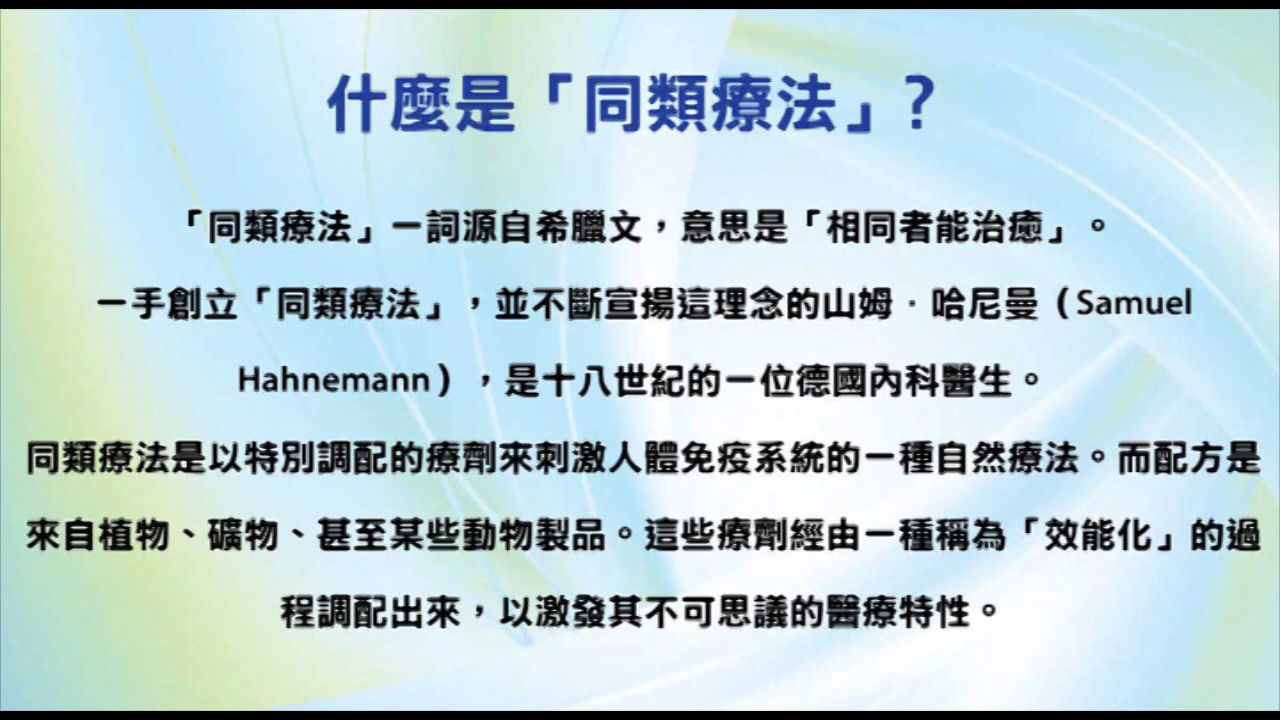 什麼是「同類療法」?
「同類療法」一詞源自希臘文，意思是「相同者能治癒」。
一手創立「同類療法」，並不斷宣揚這理念的山姆．哈尼曼（Samuel
Hahnemann），是十八世紀的一位德國內科醫生。
同類療法是以特別調配的療劑來刺激人體免疫系統的一種自然療法。而配方是
來自植物、礦物、甚至某些動物製品。這些療劑經由一種稱為「效能化」的過
程調配出來，以激發其不可思議的醫療特性。